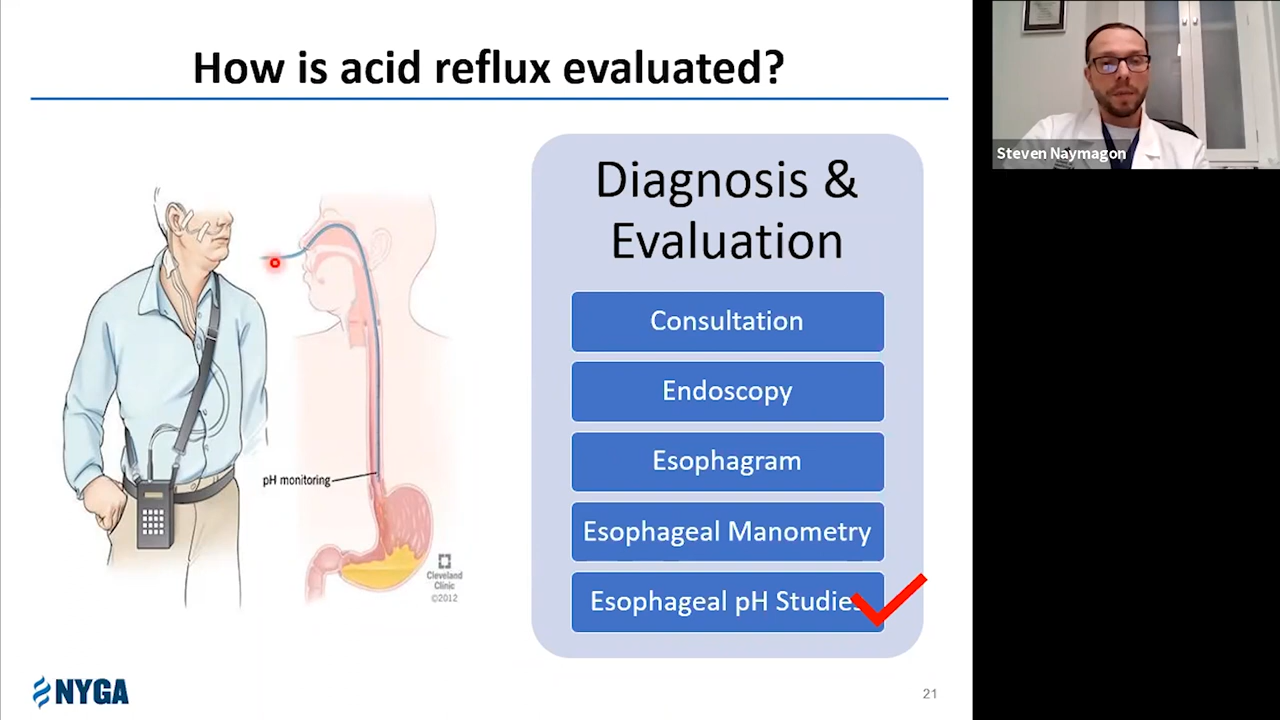 How is acid reflux evaluated?
Steven Naymagon
Diagnosis &
Evaluation
Consultation
Endoscopy
Esophagram
Esophageal Manometry
Esophageal pH Studies
pH monitoring
Cleveland
Clinic
©2012
NYGA
21